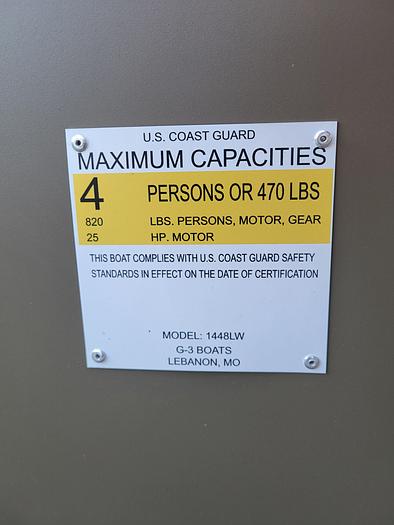 U.S. COAST GUARD
MAXIMUM CAPACITIES
4 PERSONS OR 470 LBS
820 LBS. PERSONS, MOTOR, GEAR
25 HP. MOTOR
THIS BOAT COMPLIES WITH U.S. COAST GUARD SAFETY
STANDARDS IN EFFECT ON THE DATE OF CERTIFICATION
MODEL: 1448LW
G-3 BOATS
LEBANON, MO